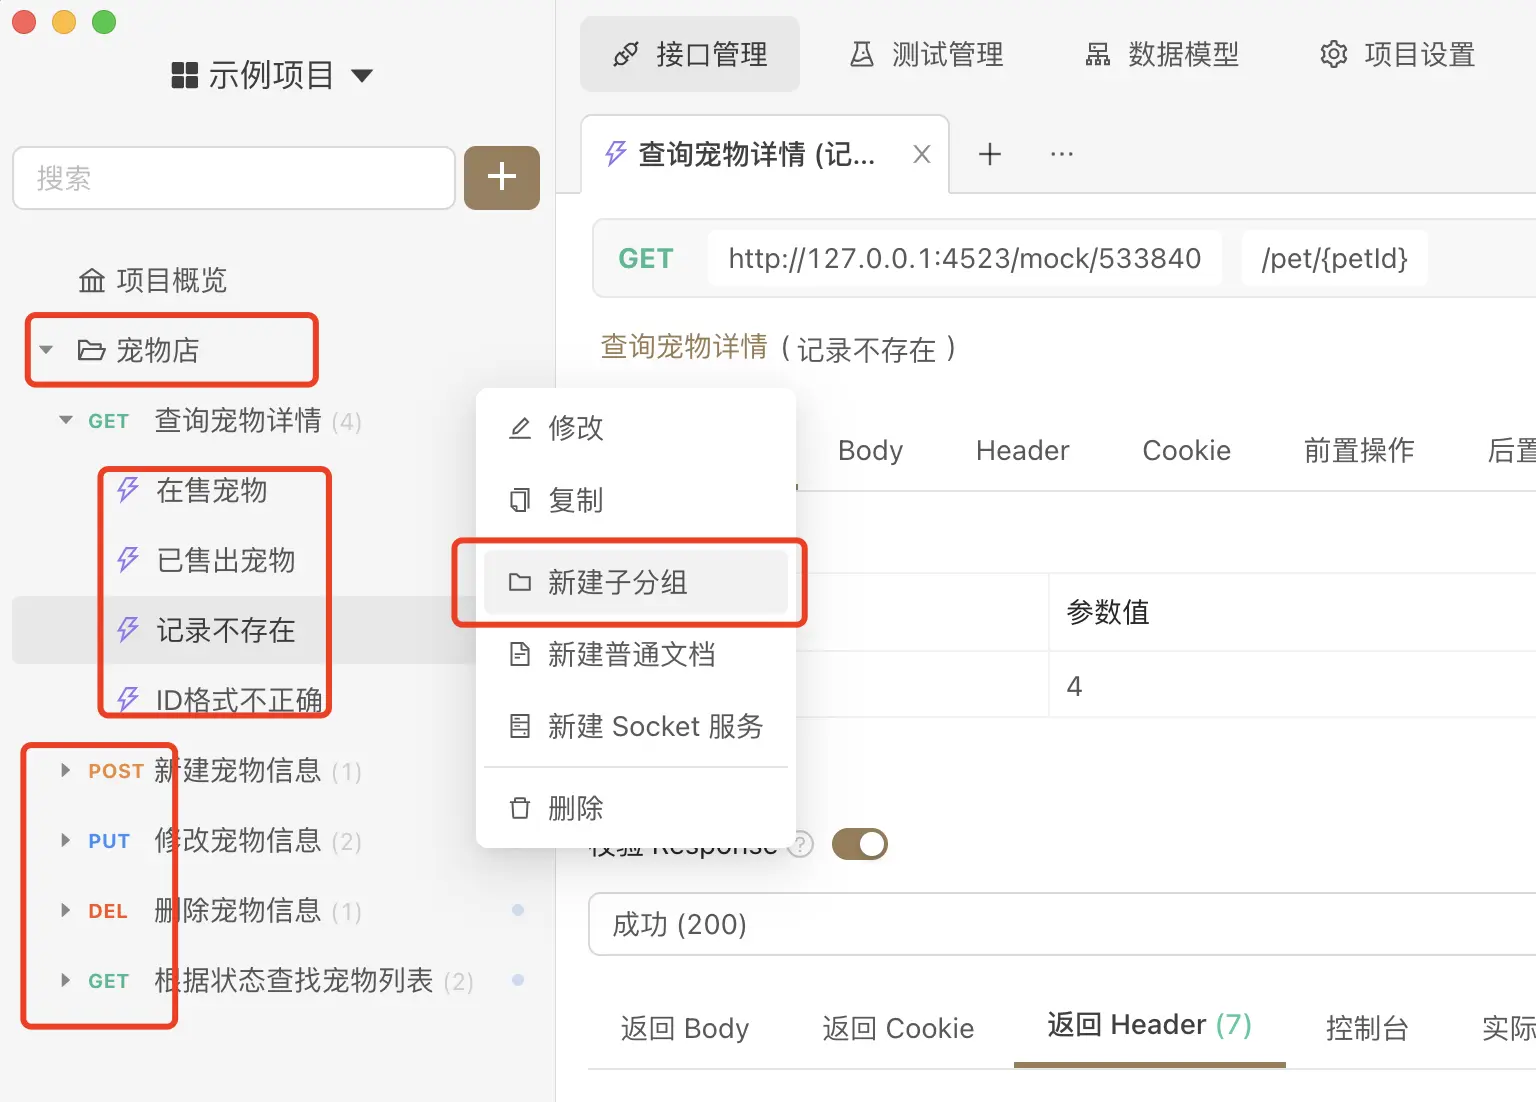 示例项目
搜索
项目概览
宠物店
GET 查询宠物详情 (4)
在售宠物
已售出宠物
记录不存在
ID格式不正确
POST 新建宠物信息 (1)
PUT 修改宠物信息 (2)
DEL 删除宠物信息 (1)
GET 根据状态查找宠物列表 (2)
接口管理 测试管理 数据模型 项目设置
查询宠物详情 (记...
GET http://127.0.0.1:4523/mock/533840 /pet/{petId}
查询宠物详情 ( 记录不存在 )
修改
复制
新建子分组
新建普通文档
新建 Socket 服务
删除
Body Header Cookie 前置操作 后置
参数值
4
校验 Response ?
成功 (200)
返回 Body 返回 Cookie 返回 Header (7) 控制台 实际